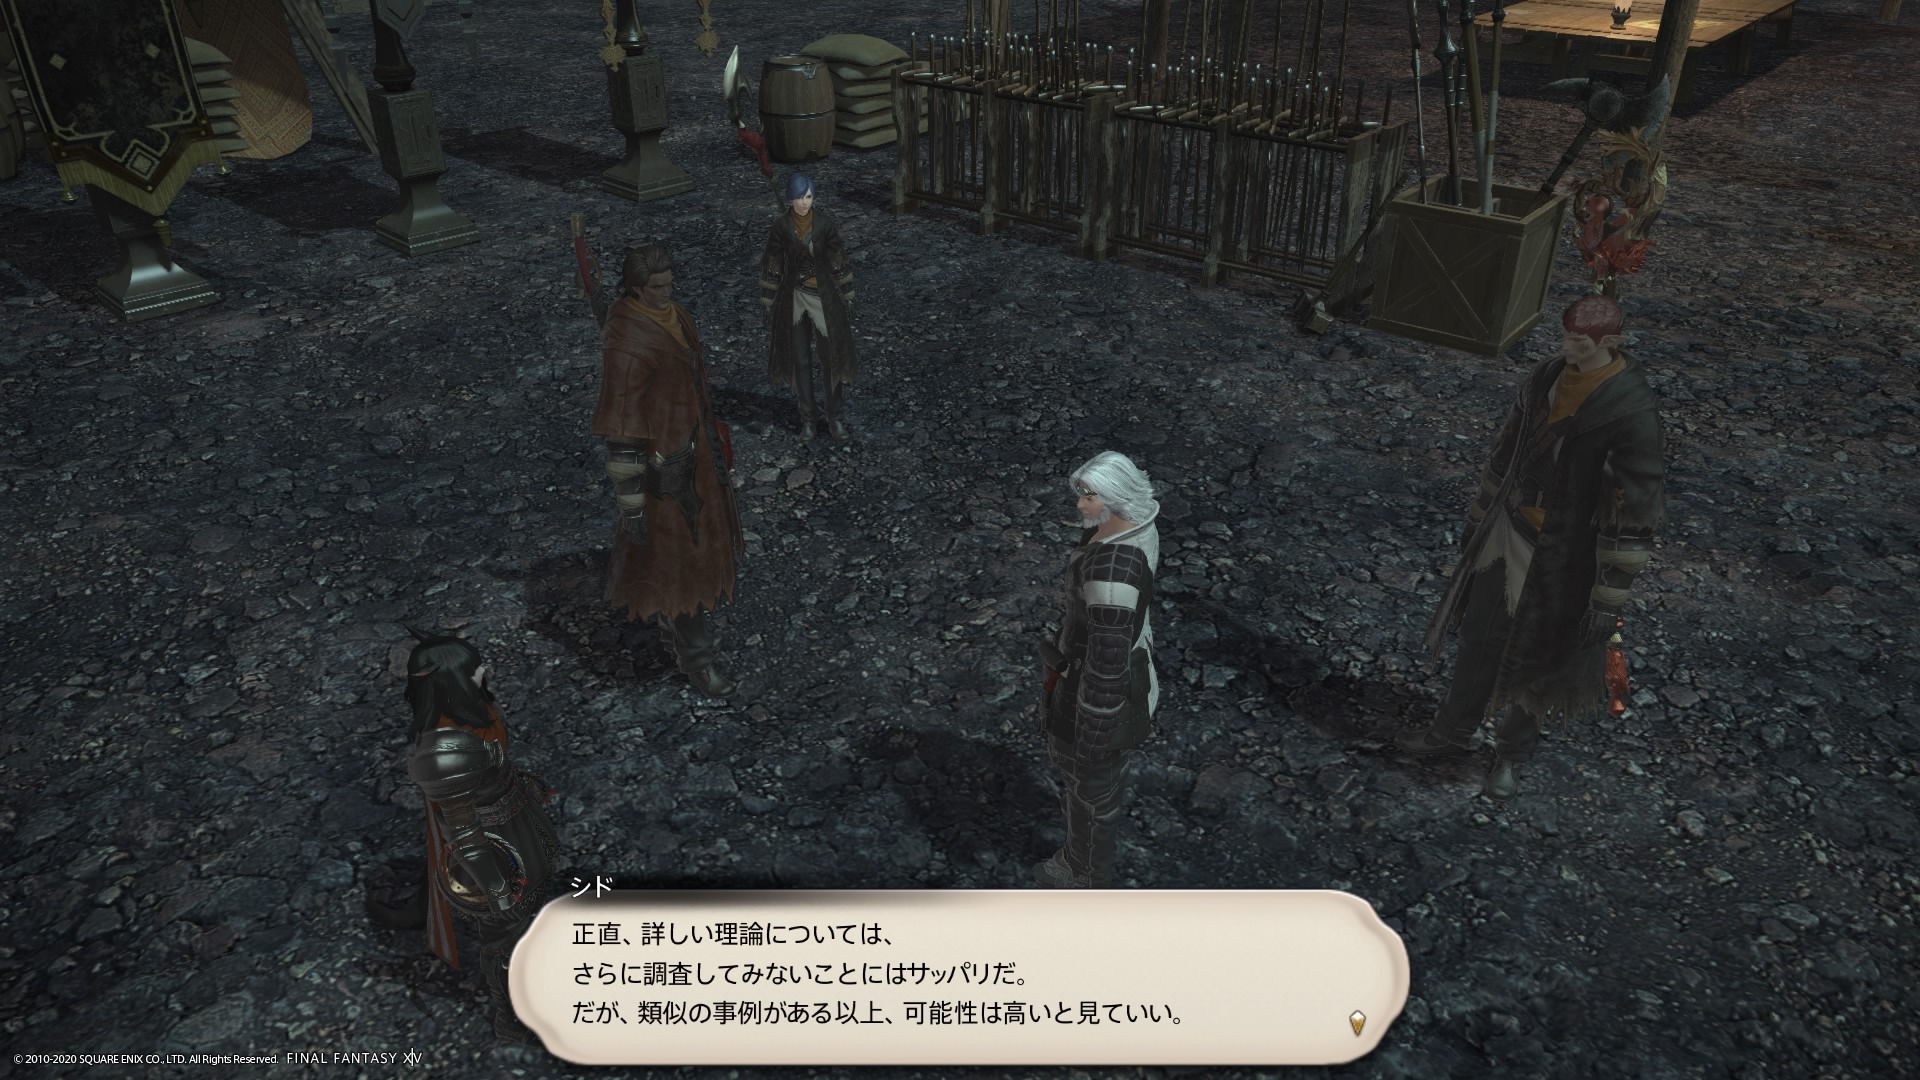 シド
正直、詳しい理論については、
さらに調査してみないことにはサッパリだ。
だが、類似の事例がある以上、可能性は高いと見ていい。
© 2010-2020 SQUARE ENIX CO., LTD. All Rights Reserved. FINAL FANTASY XIV